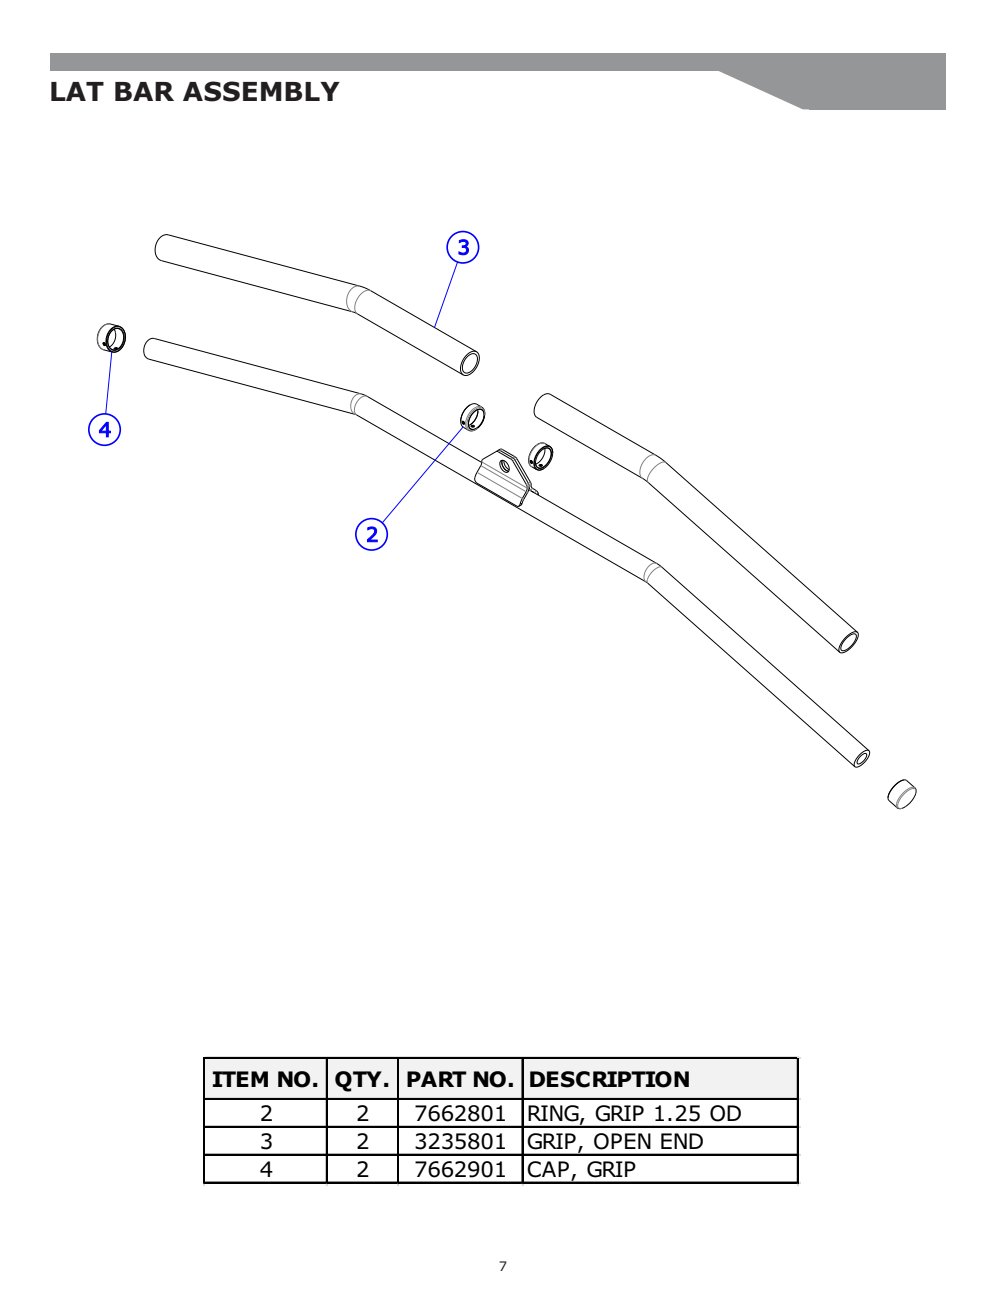 LAT BAR ASSEMBLY
3
4
2
ITEM NO. QTY. PART NO. DESCRIPTION
2 2 7662801 RING, GRIP 1.25 OD
3 2 3235801 GRIP, OPEN END
4 2 7662901 CAP, GRIP
7